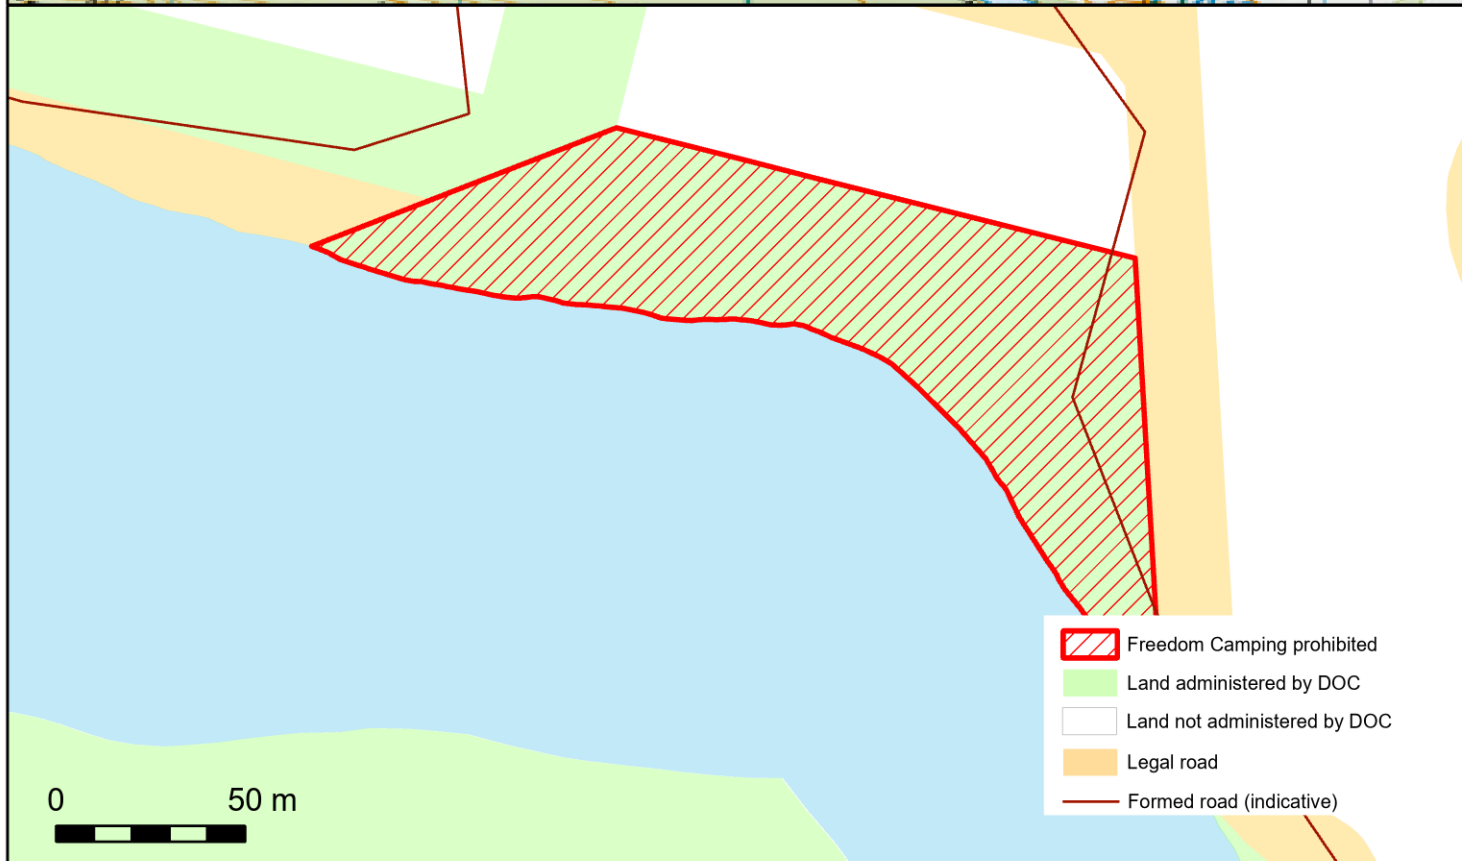 Freedom Camping prohibited
Land administered by DOC
Land not administered by DOC
Legal road
Formed road (indicative)
0 50 m